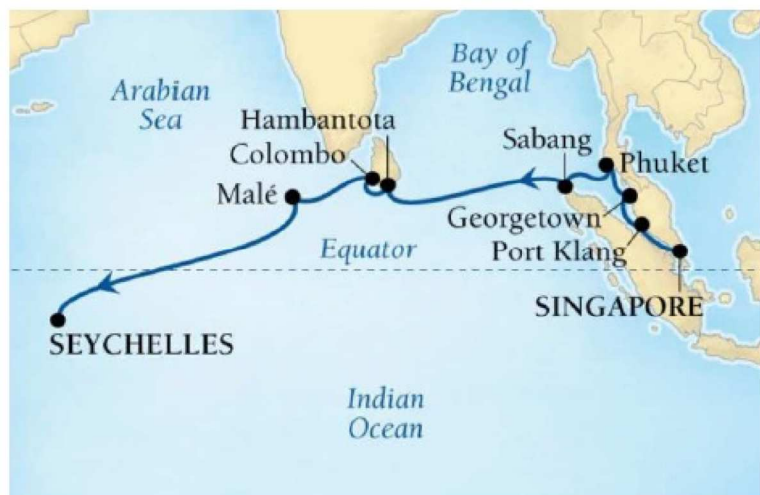 Bay of
Bengal
Arabian
Sea
Hambantota
Colombo
Sabang
Phuket
Malé
Georgetown
Port Klang
Equator
SINGAPORE
SEYCHELLES
Indian
Ocean